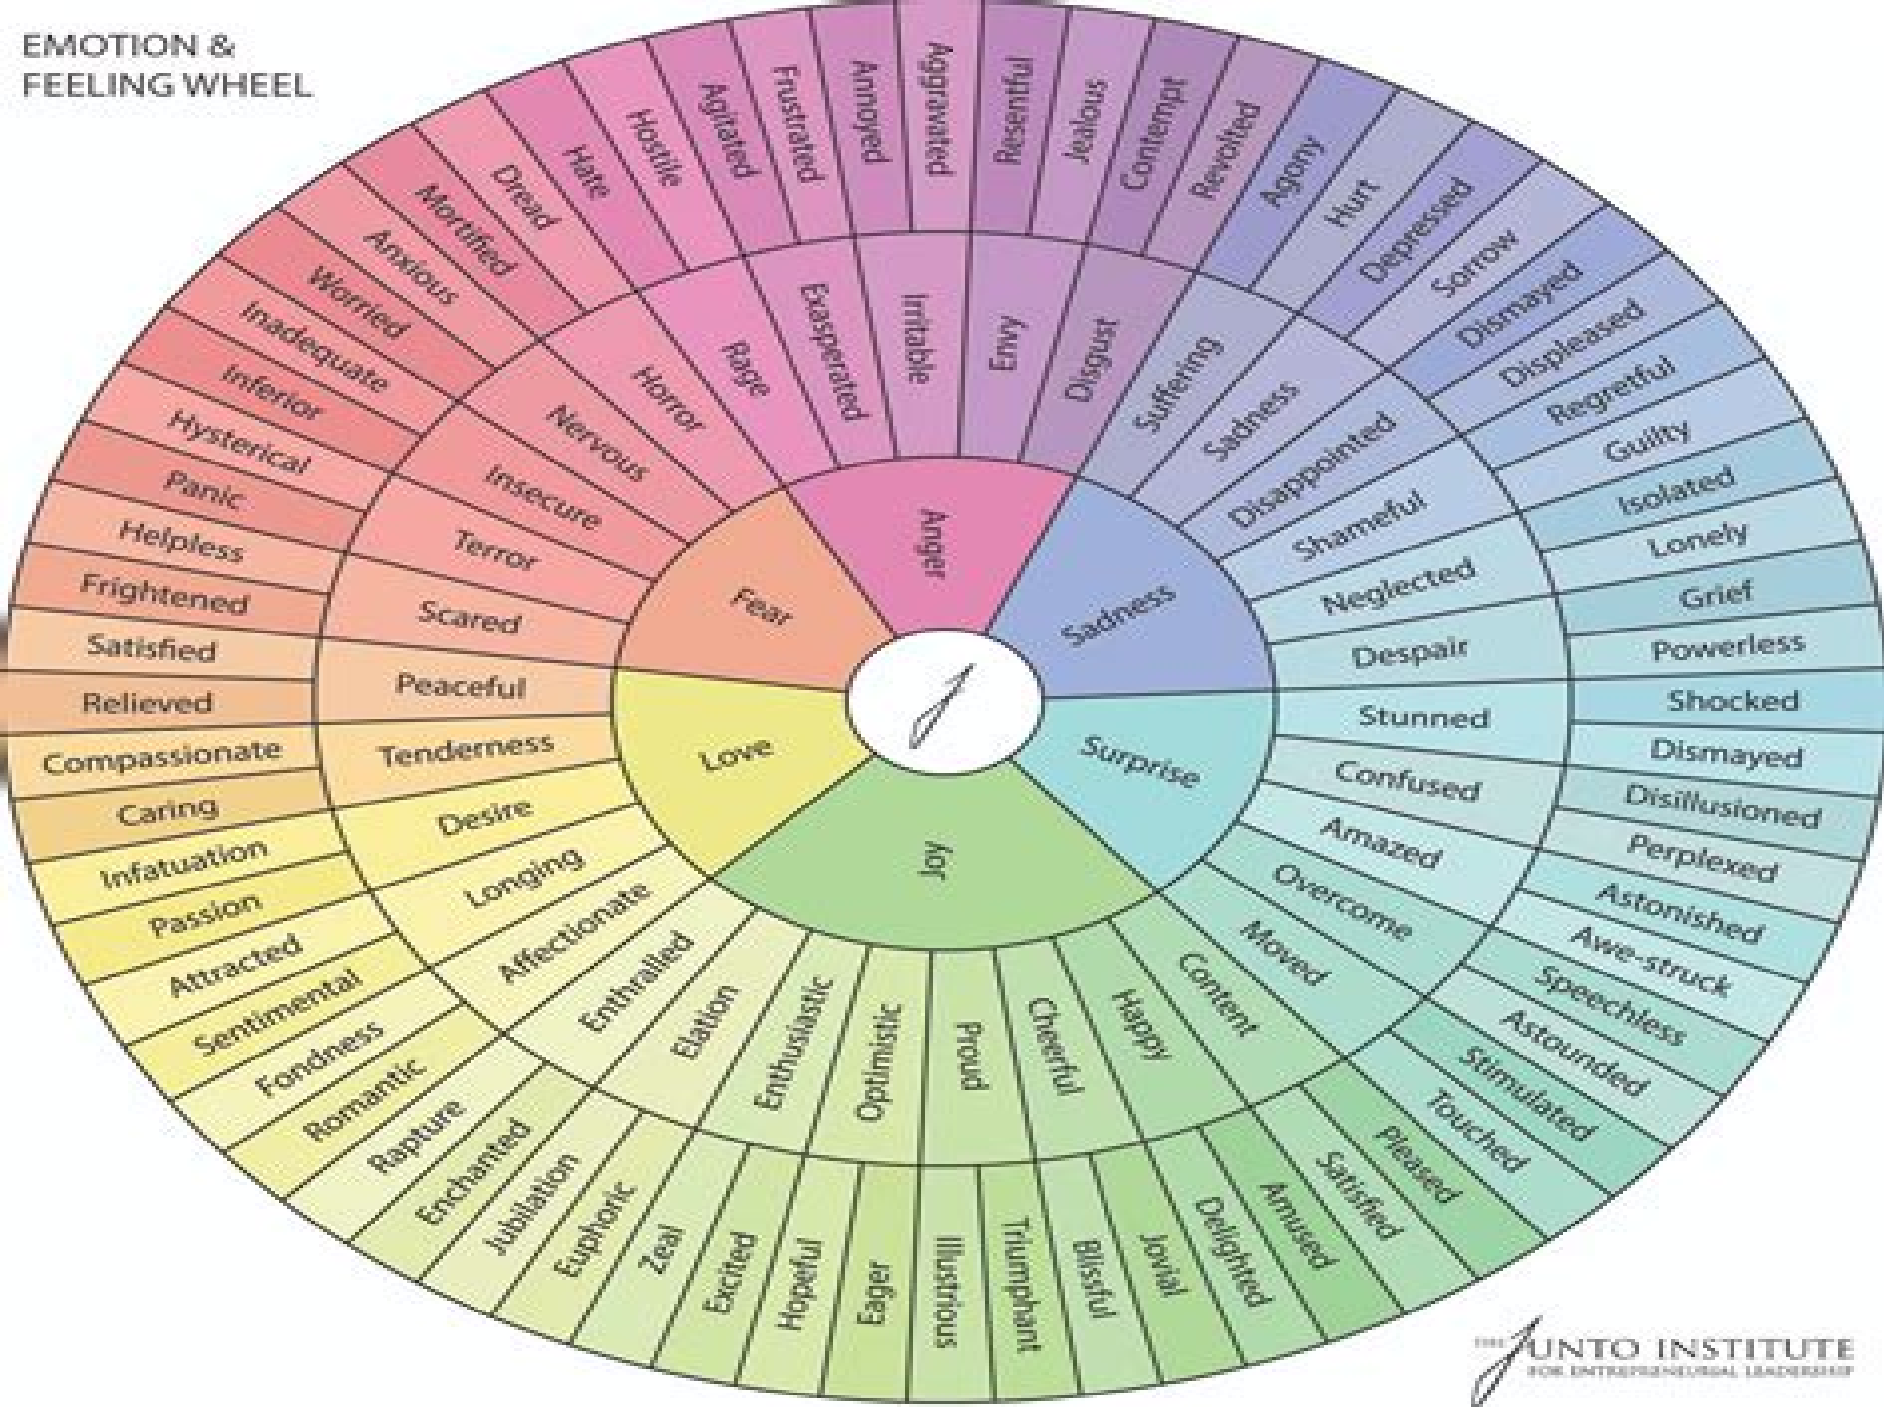 EMOTION &
FEELING WHEEL
Anger
Sadness
Surprise
Joy
Love
Fear
Rage
Exasperated
Irritable
Envy
Disgust
Suffering
Sadness
Disappointed
Shameful
Neglected
Despair
Stunned
Confused
Amazed
Overcome
Moved
Content
Happy
Cheerful
Proud
Optimistic
Enthusiastic
Elation
Enthralled
Affectionate
Longing
Desire
Tenderness
Peaceful
Scared
Terror
Insecure
Nervous
Horror
Hate
Hostile
Agitated
Frustrated
Annoyed
Aggravated
Resentful
Jealous
Contempt
Revolted
Agony
Hurt
Depressed
Sorrow
Dismayed
Displeased
Regretful
Guilty
Isolated
Lonely
Grief
Powerless
Shocked
Dismayed
Disillusioned
Perplexed
Astonished
Awe-struck
Speechless
Astounded
Stimulated
Touched
Pleased
Satisfied
Amused
Delighted
Jovial
Blissful
Triumphant
Illustrious
Eager
Hopeful
Excited
Zeal
Euphoric
Jubilation
Enchanted
Rapture
Romantic
Fondness
Sentimental
Attracted
Passion
Infatuation
Caring
Compassionate
Relieved
Satisfied
Frightened
Helpless
Panic
Hysterical
Inferior
Inadequate
Worried
Anxious
Mortified
Dread
J
THE JUNTO INSTITUTE
FOR ENTREPRENEURIAL LEADERSHIP